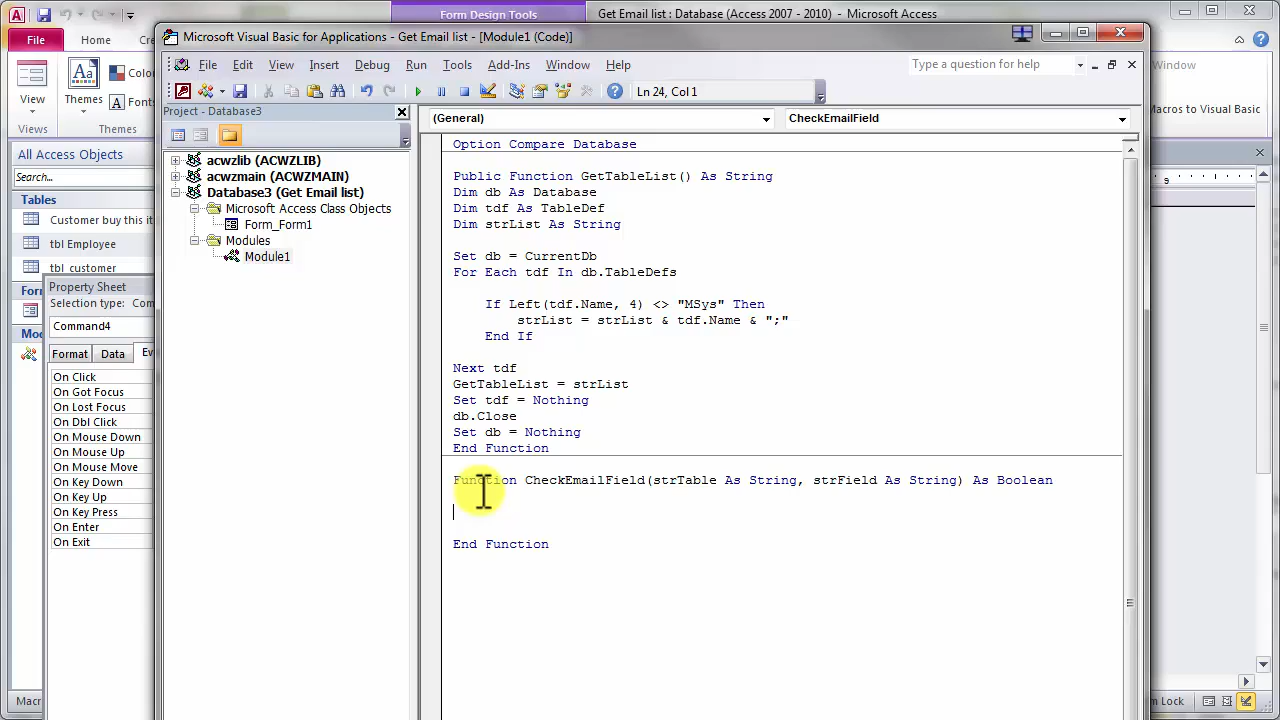 Form Design Tools
Get Email list : Database (Access 2007 - 2010) - Microsoft Access
Microsoft Visual Basic for Applications - Get Email list - [Module1 (Code)]
File
Home
View
Themes
Views
Themes
File Edit View Insert Debug Run Tools Add-Ins Window Help
Type a question for help
Window
Macros to Visual Basic
Ln 24, Col 1
Project - Database3
(General)
CheckEmailField
All Access Objects
Search...
Tables
Customer buy this it
tbl Employee
tbl_customer
acwzlib (ACWZLIB)
acwzmain (ACWZMAIN)
Database3 (Get Email list)
Microsoft Access Class Objects
Form_Form1
Modules
Module1
Property Sheet
Selection type: Com
Command4
Format
Data
On Click
On Got Focus
On Lost Focus
On Dbl Click
On Mouse Down
On Mouse Up
On Mouse Move
On Key Down
On Key Up
On Key Press
On Enter
On Exit
Option Compare Database
Public Function GetTableList() As String
Dim db As Database
Dim tdf As TableDef
Dim strList As String
Set db = CurrentDb
For Each tdf In db.TableDefs
If Left(tdf.Name, 4) <> "MSys" Then
strList = strList & tdf.Name & ";"
End If
Next tdf
GetTableList = strList
Set tdf = Nothing
db.Close
Set db = Nothing
End Function
Function CheckEmailField(strTable As String, strField As String) As Boolean
End Function
9